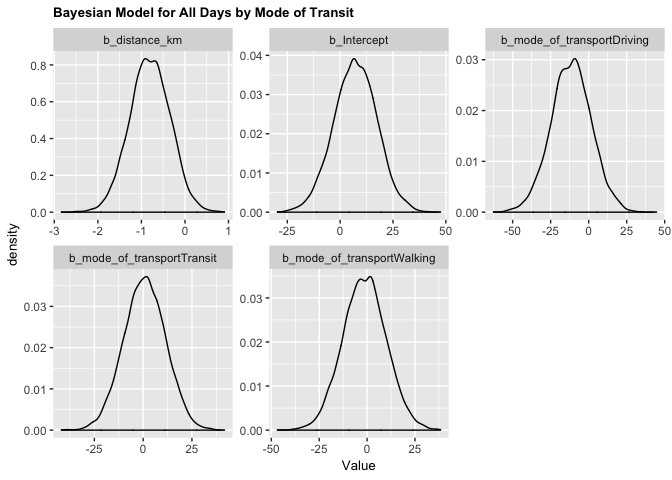 Bayesian Model for All Days by Mode of Transit
b_distance_km
b_Intercept
b_mode_of_transportDriving
0.8
0.6
0.4
0.2
0.0
-3 -2 -1 0 1
0.04
0.03
0.02
0.01
0.00
-25 0 25 50
0.03
0.02
0.01
0.00
-50 -25 0 25 50
density
b_mode_of_transportTransit
b_mode_of_transportWalking
0.03
0.02
0.01
0.00
-25 0 25
0.03
0.02
0.01
0.00
-50 -25 0 25
Value